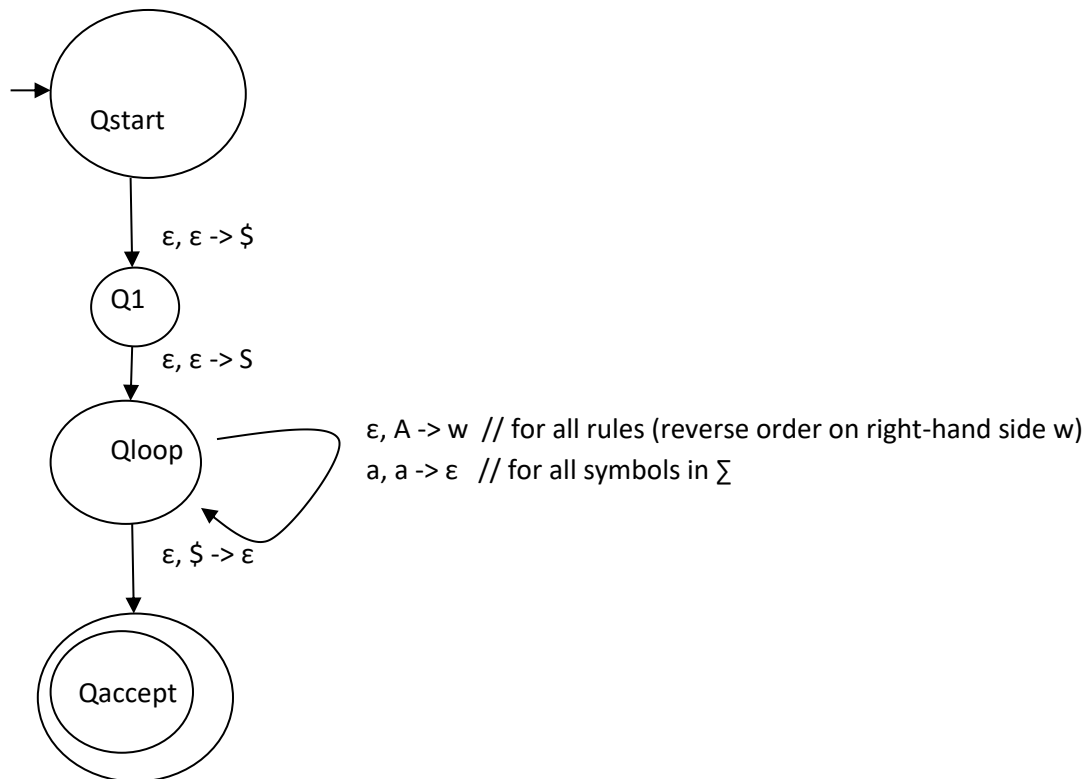 Qstart
ε, ε -> $
Q1
ε, ε -> S
Qloop
ε, A -> w  // for all rules (reverse order on right-hand side w)
a, a -> ε   // for all symbols in ∑
ε, $ -> ε
Qaccept